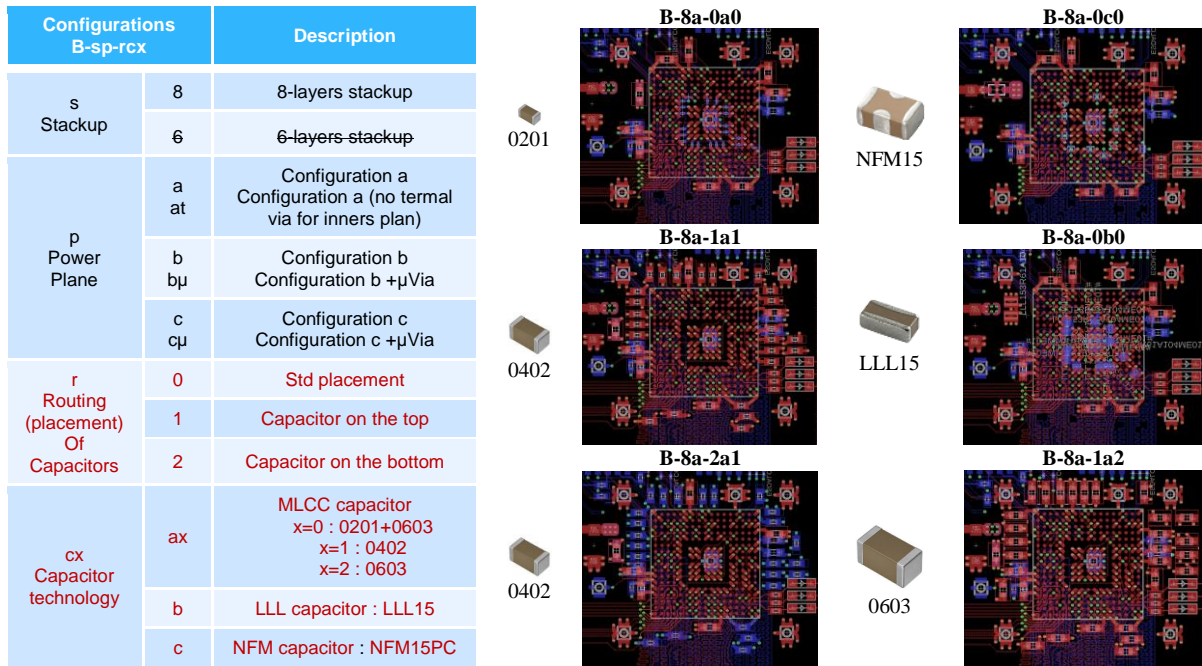 Configurations
B-sp-rcx
Description
s
Stackup
8
8-layers stackup
6
6-layers stackup
p
Power
Plane
a
at
Configuration a
Configuration a (no termal
via for inners plan)
b
bµ
Configuration b
Configuration b +µVia
c
cµ
Configuration c
Configuration c +µVia
r
Routing
(placement)
Of
Capacitors
0
Std placement
1
Capacitor on the top
2
Capacitor on the bottom
cx
Capacitor
technology
ax
MLCC capacitor
x=0 : 0201+0603
x=1 : 0402
x=2 : 0603
b
LLL capacitor : LLL15
c
NFM capacitor : NFM15PC
B-8a-0a0
0201
B-8a-0c0
NFM15
B-8a-1a1
0402
B-8a-0b0
LLL15
B-8a-2a1
0402
B-8a-1a2
0603